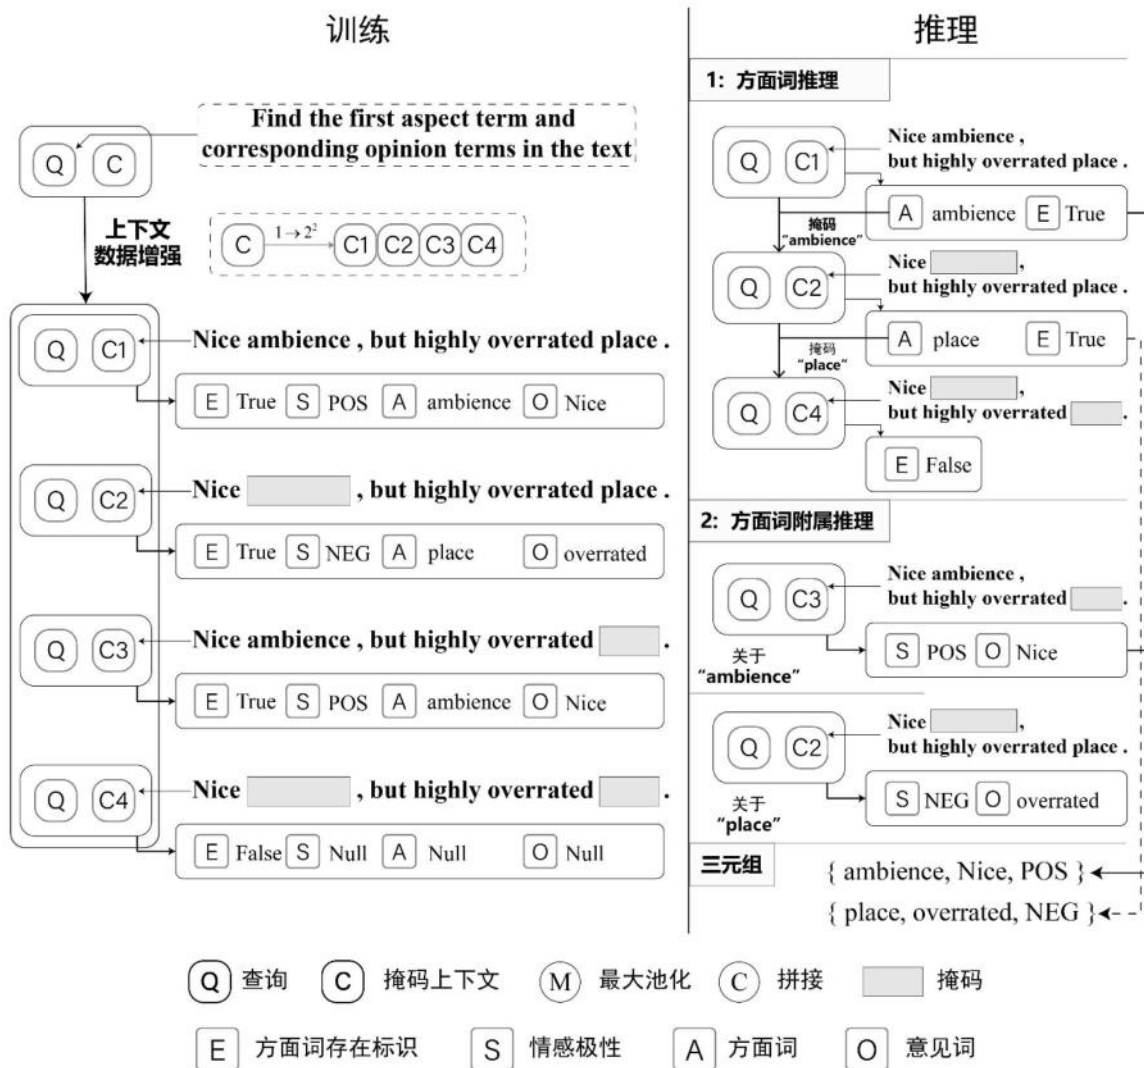 训练
Find the first aspect term and
corresponding opinion terms in the text
Q C
上下文
数据增强
C 1→2² C1 C2 C3 C4
Q C1 Nice ambience , but highly overrated place .
E True S POS A ambience O Nice
Q C2 Nice , but highly overrated place .
E True S NEG A place O overrated
Q C3 Nice ambience , but highly overrated .
E True S POS A ambience O Nice
Q C4 Nice , but highly overrated .
E False S Null A Null O Null
推理
1: 方面词推理
Nice ambience ,
Q C1 but highly overrated place .
A ambience E True
掩码
“ambience”
Nice ,
Q C2 but highly overrated place .
A place E True
掩码
“place”
Nice ,
Q C4 but highly overrated .
E False
2: 方面词附属推理
Nice ambience ,
Q C3 but highly overrated .
S POS O Nice
关于
“ambience”
Nice ,
Q C2 but highly overrated place .
S NEG O overrated
关于
“place”
三元组
{ ambience, Nice, POS }
{ place, overrated, NEG }
Q 查询 C 掩码上下文 M 最大池化 C 拼接 掩码
E 方面词存在标识 S 情感极性 A 方面词 O 意见词